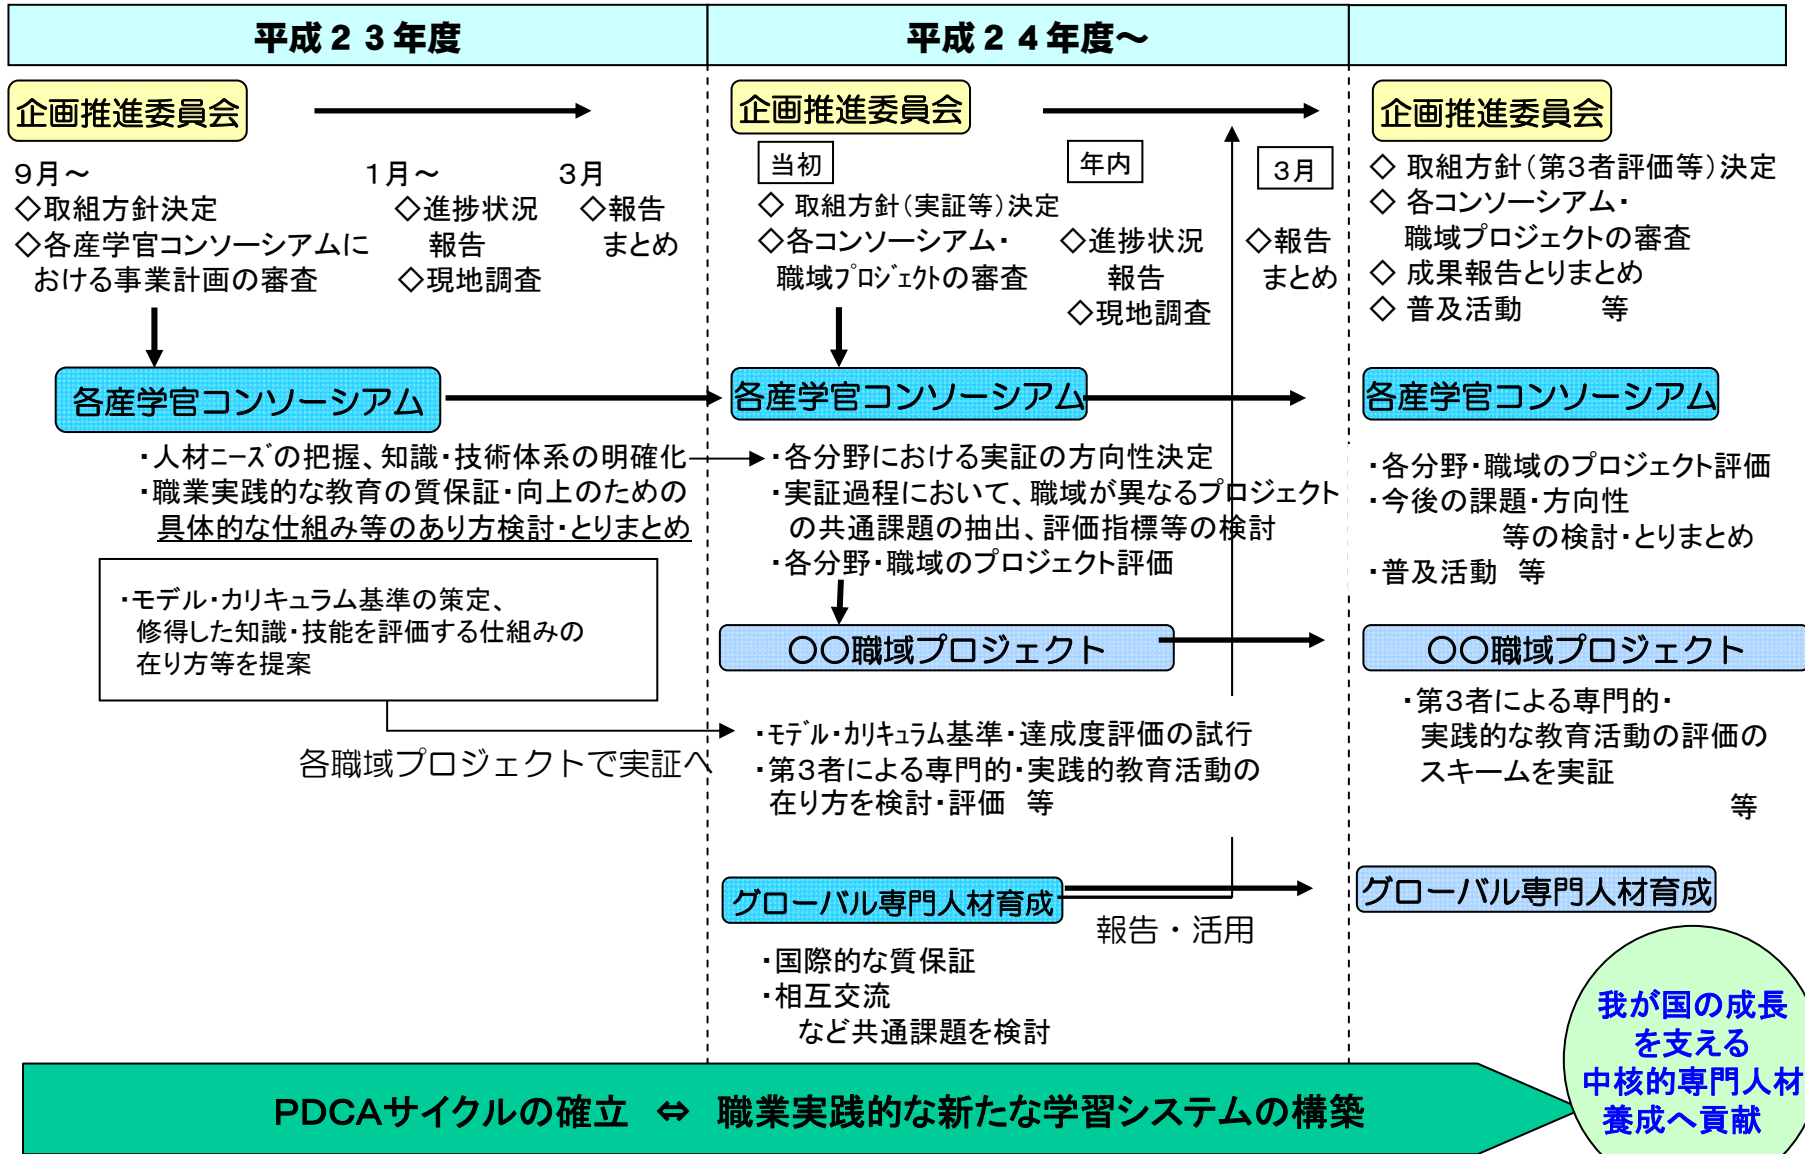 平成２３年度
平成２４年度～
企画推進委員会
9月～
◇取組方針決定
◇各産学官コンソーシアムに
おける事業計画の審査
1月～
◇進捗状況
報告
◇現地調査
3月
◇報告
まとめ
各産学官コンソーシアム
・人材ニーズの把握、知識・技術体系の明確化
・職業実践的な教育の質保証・向上のための
具体的な仕組み等のあり方検討・とりまとめ
・モデル・カリキュラム基準の策定、
修得した知識・技能を評価する仕組みの
在り方等を提案
各職域プロジェクトで実証へ
企画推進委員会
当初
◇ 取組方針（実証等）決定
◇各コンソーシアム・
職域プロジェクトの審査
年内
◇進捗状況
報告
◇現地調査
3月
◇報告
まとめ
各産学官コンソーシアム
・各分野における実証の方向性決定
・実証過程において、職域が異なるプロジェクト
の共通課題の抽出、評価指標等の検討
・各分野・職域のプロジェクト評価
〇〇職域プロジェクト
・モデル・カリキュラム基準・達成度評価の試行
・第3者による専門的・実践的教育活動の
在り方を検討・評価　等
グローバル専門人材育成
報告・活用
・国際的な質保証
・相互交流
など共通課題を検討
企画推進委員会
◇ 取組方針（第3者評価等）決定
◇ 各コンソーシアム・
職域プロジェクトの審査
◇ 成果報告とりまとめ
◇ 普及活動　　　等
各産学官コンソーシアム
・各分野・職域のプロジェクト評価
・今後の課題・方向性
等の検討・とりまとめ
・普及活動　等
〇〇職域プロジェクト
・第3者による専門的・
実践的な教育活動の評価の
スキームを実証
等
グローバル専門人材育成
PDCAサイクルの確立　⇔　職業実践的な新たな学習システムの構築
我が国の成長
を支える
中核的専門人材
養成へ貢献